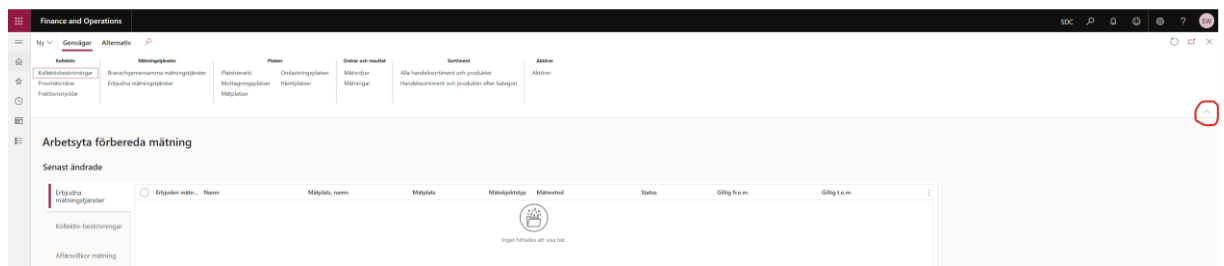 Finance and Operations SDC ? EW
Ny Genvägar Alternativ
Kollektiv Mätningstjänster Platser Ordrar och resultat Sortiment Aktörer
Kollektivbeskrivningar Branschgemensamma mätningstjänster Platshierarki Omlastningsplatser Mätordrar Alla handelssortiment och produkter Aktörer
Provmätordrar Erbjudna mätningstjänster Mottagningsplatser Hämtplatser Mätningar Handelssortiment och produkter efter kategori
Fraktionsnycklar Mätplatser
Arbetsyta förbereda mätning
Senast ändrade
Erbjudna mätningstjänster
Erbjuden mätn... Namn Mätplats, namn Mätplats Mätobjektstyp Mätmetod Status Giltig fr.o.m. Giltig t.o.m.
Inget hittades att visa här.
Kollektiv-beskrivningar
Affärsvillkor mätning